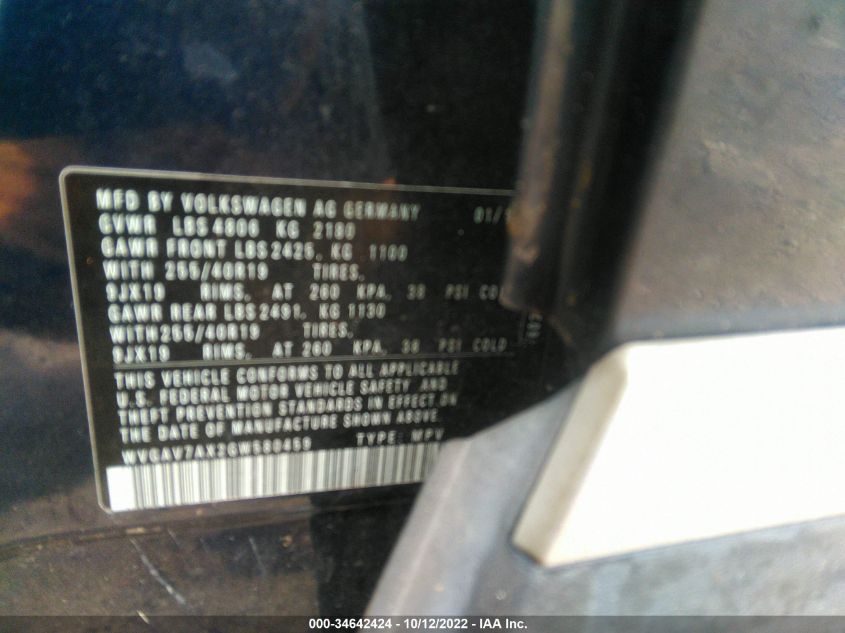 MFD BY VOLKSWAGEN AG GERMANY 01/1
GVWR LBS 4806 KG 2180
GAWR FRONT LBS 2425, KG 1100
WITH 255/40R19 TIRES,
9JX19 RIMS, AT 260 KPA, 38 PSI COLD
GAWR REAR LBS 2491, KG 1130
WITH 255/40R19 TIRES,
9JX19 RIMS, AT 260 KPA, 38 PSI COLD
THIS VEHICLE CONFORMS TO ALL APPLICABLE
U.S. FEDERAL MOTOR VEHICLE SAFETY AND
THEFT PREVENTION STANDARDS IN EFFECT ON
THE DATE OF MANUFACTURE SHOWN ABOVE.
TYPE: MPV
000-34642424 - 10/12/2022 - IAA Inc.